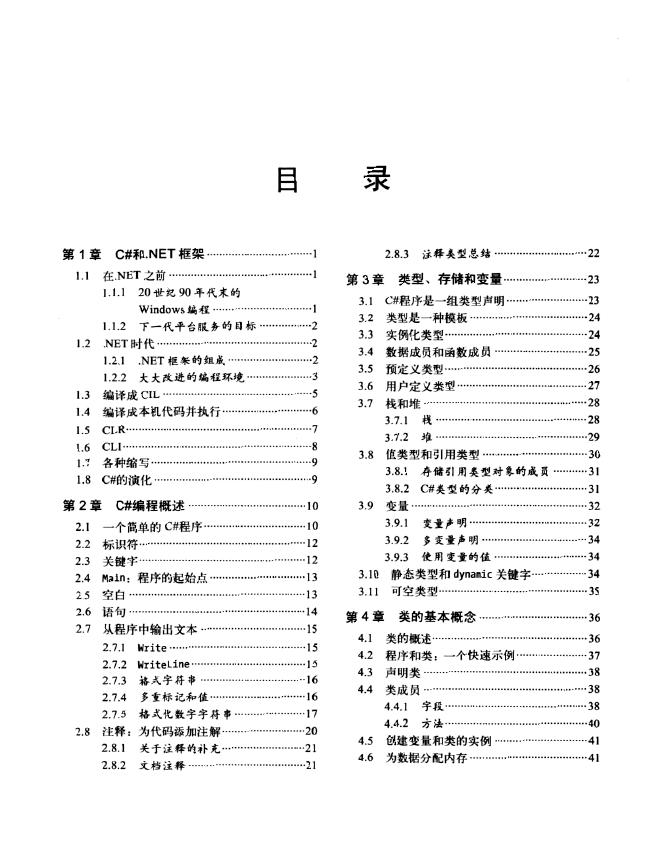 目 录
第 1 章 C#和.NET 框架……1
1.1 在.NET 之前……1
1.1.1 20 世纪 90 年代末的
Windows 编程……1
1.1.2 下一代平台服务的目标……2
1.2 .NET 时代……2
1.2.1 .NET 框架的组成……2
1.2.2 大大改进的编程环境……3
1.3 编译成 CIL……5
1.4 编译成本机代码并执行……6
1.5 CLR……7
1.6 CLI……8
1.7 各种缩写……9
1.8 C#的演化……9
第 2 章 C#编程概述……10
2.1 一个简单的 C#程序……10
2.2 标识符……12
2.3 关键字……12
2.4 Main：程序的起始点……13
2.5 空白……13
2.6 语句……14
2.7 从程序中输出文本……15
2.7.1 Write……15
2.7.2 WriteLine……15
2.7.3 格式字符串……16
2.7.4 多重标记和值……16
2.7.5 格式化数字字符串……17
2.8 注释：为代码添加注解……20
2.8.1 关于注释的补充……21
2.8.2 文档注释……21
2.8.3 注释类型总结……22
第 3 章 类型、存储和变量……23
3.1 C#程序是一组类型声明……23
3.2 类型是一种模板……24
3.3 实例化类型……24
3.4 数据成员和函数成员……25
3.5 预定义类型……26
3.6 用户定义类型……27
3.7 栈和堆……28
3.7.1 栈……28
3.7.2 堆……29
3.8 值类型和引用类型……30
3.8.1 存储引用类型对象的成员……31
3.8.2 C#类型的分类……31
3.9 变量……32
3.9.1 变量声明……32
3.9.2 多变量声明……34
3.9.3 使用变量的值……34
3.10 静态类型和 dynamic 关键字……34
3.11 可空类型……35
第 4 章 类的基本概念……36
4.1 类的概述……36
4.2 程序和类：一个快速示例……37
4.3 声明类……38
4.4 类成员……38
4.4.1 字段……38
4.4.2 方法……40
4.5 创建变量和类的实例……41
4.6 为数据分配内存……41